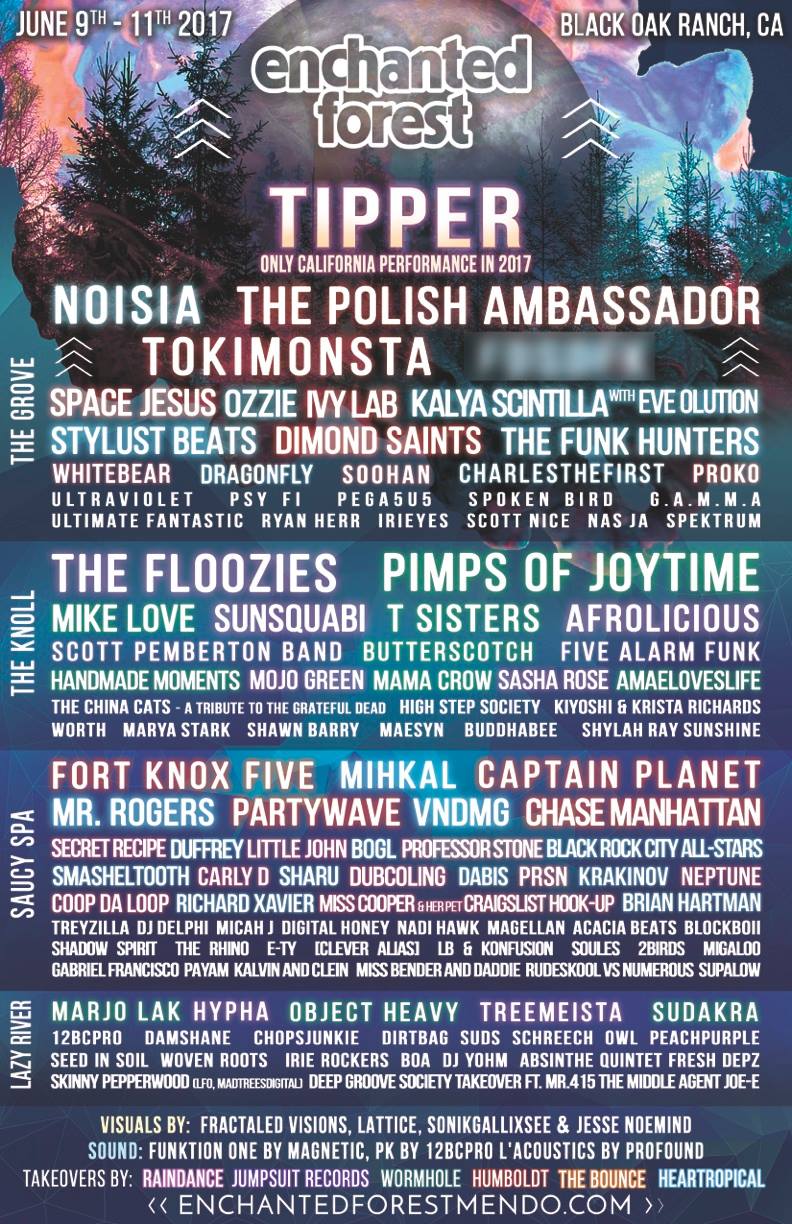 JUNE 9TH - 11TH 2017
BLACK OAK RANCH, CA
enchanted
forest
TIPPER
ONLY CALIFORNIA PERFORMANCE IN 2017
THE GROVE
NOISIA THE POLISH AMBASSADOR
TOKIMONSTA
SPACE JESUS OZZIE IVY LAB KALYA SCINTILLA WITH EVE OLUTION
STYLUST BEATS DIMOND SAINTS THE FUNK HUNTERS
WHITEBEAR DRAGONFLY SOOHAN CHARLESTHEFIRST PROKO
ULTRAVIOLET PSY FI PEGA5U5 SPOKEN BIRD G.A.M.M.A
ULTIMATE FANTASTIC RYAN HERR IRIEYES SCOTT NICE NAS JA SPEKTRUM
THE KNOLL
THE FLOOZIES PIMPS OF JOYTIME
MIKE LOVE SUNSQUABI T SISTERS AFROLICIOUS
SCOTT PEMBERTON BAND BUTTERSCOTCH FIVE ALARM FUNK
HANDMADE MOMENTS MOJO GREEN MAMA CROW SASHA ROSE AMAELOVESLIFE
THE CHINA CATS - A TRIBUTE TO THE GRATEFUL DEAD HIGH STEP SOCIETY KIYOSHI & KRISTA RICHARDS
WORTH MARYA STARK SHAWN BARRY MAESYN BUDDHABEE SHYLAH RAY SUNSHINE
SAUCY SPA
FORT KNOX FIVE MIHKAL CAPTAIN PLANET
MR. ROGERS PARTYWAVE VNDMG CHASE MANHATTAN
SECRET RECIPE DUFFREY LITTLE JOHN BOGL PROFESSOR STONE BLACK ROCK CITY ALL-STARS
SMASHELTOOTH CARLY D SHARU DUBCOLING DABIS PRSN KRAKINOV NEPTUNE
COOP DA LOOP RICHARD XAVIER MISS COOPER & HER PET CRAIGSLIST HOOK-UP BRIAN HARTMAN
TREYZILLA DJ DELPHI MICAH J DIGITAL HONEY NADI HAWK MAGELLAN ACACIA BEATS BLOCKBOII
SHADOW SPIRIT THE RHINO E-TY [CLEVER ALIAS] LB & KONFUSION SOULES 2BIRDS MIGALOO
GABRIEL FRANCISCO PAYAM KALVIN AND CLEIN MISS BENDER AND DADDIE RUDESKOOL VS NUMEROUS SUPALOW
LAZY RIVER
MARJO LAK HYPHA OBJECT HEAVY TREEMEISTA SUDAKRA
12BCPRO DAMSHANE CHOPSJUNKIE DIRTBAG SUDS SCHREECH OWL PEACHPURPLE
SEED IN SOIL WOVEN ROOTS IRIE ROCKERS BOA DJ YOHM ABSINTHE QUINTET FRESH DEPZ
SKINNY PEPPERWOOD (LFO, MADTREESDIGITAL) DEEP GROOVE SOCIETY TAKEOVER FT. MR.415 THE MIDDLE AGENT JOE-E
VISUALS BY: FRACTALED VISIONS, LATTICE, SONIKGALLIXSEE & JESSE NOEMIND
SOUND: FUNKTION ONE BY MAGNETIC, PK BY 12BCPRO L'ACOUSTICS BY PROFOUND
TAKEOVERS BY: RAINDANCE JUMPSUIT RECORDS WORMHOLE HUMBOLDT THE BOUNCE HEARTROPICAL
<< ENCHANTEDFORESTMENDO.COM >>